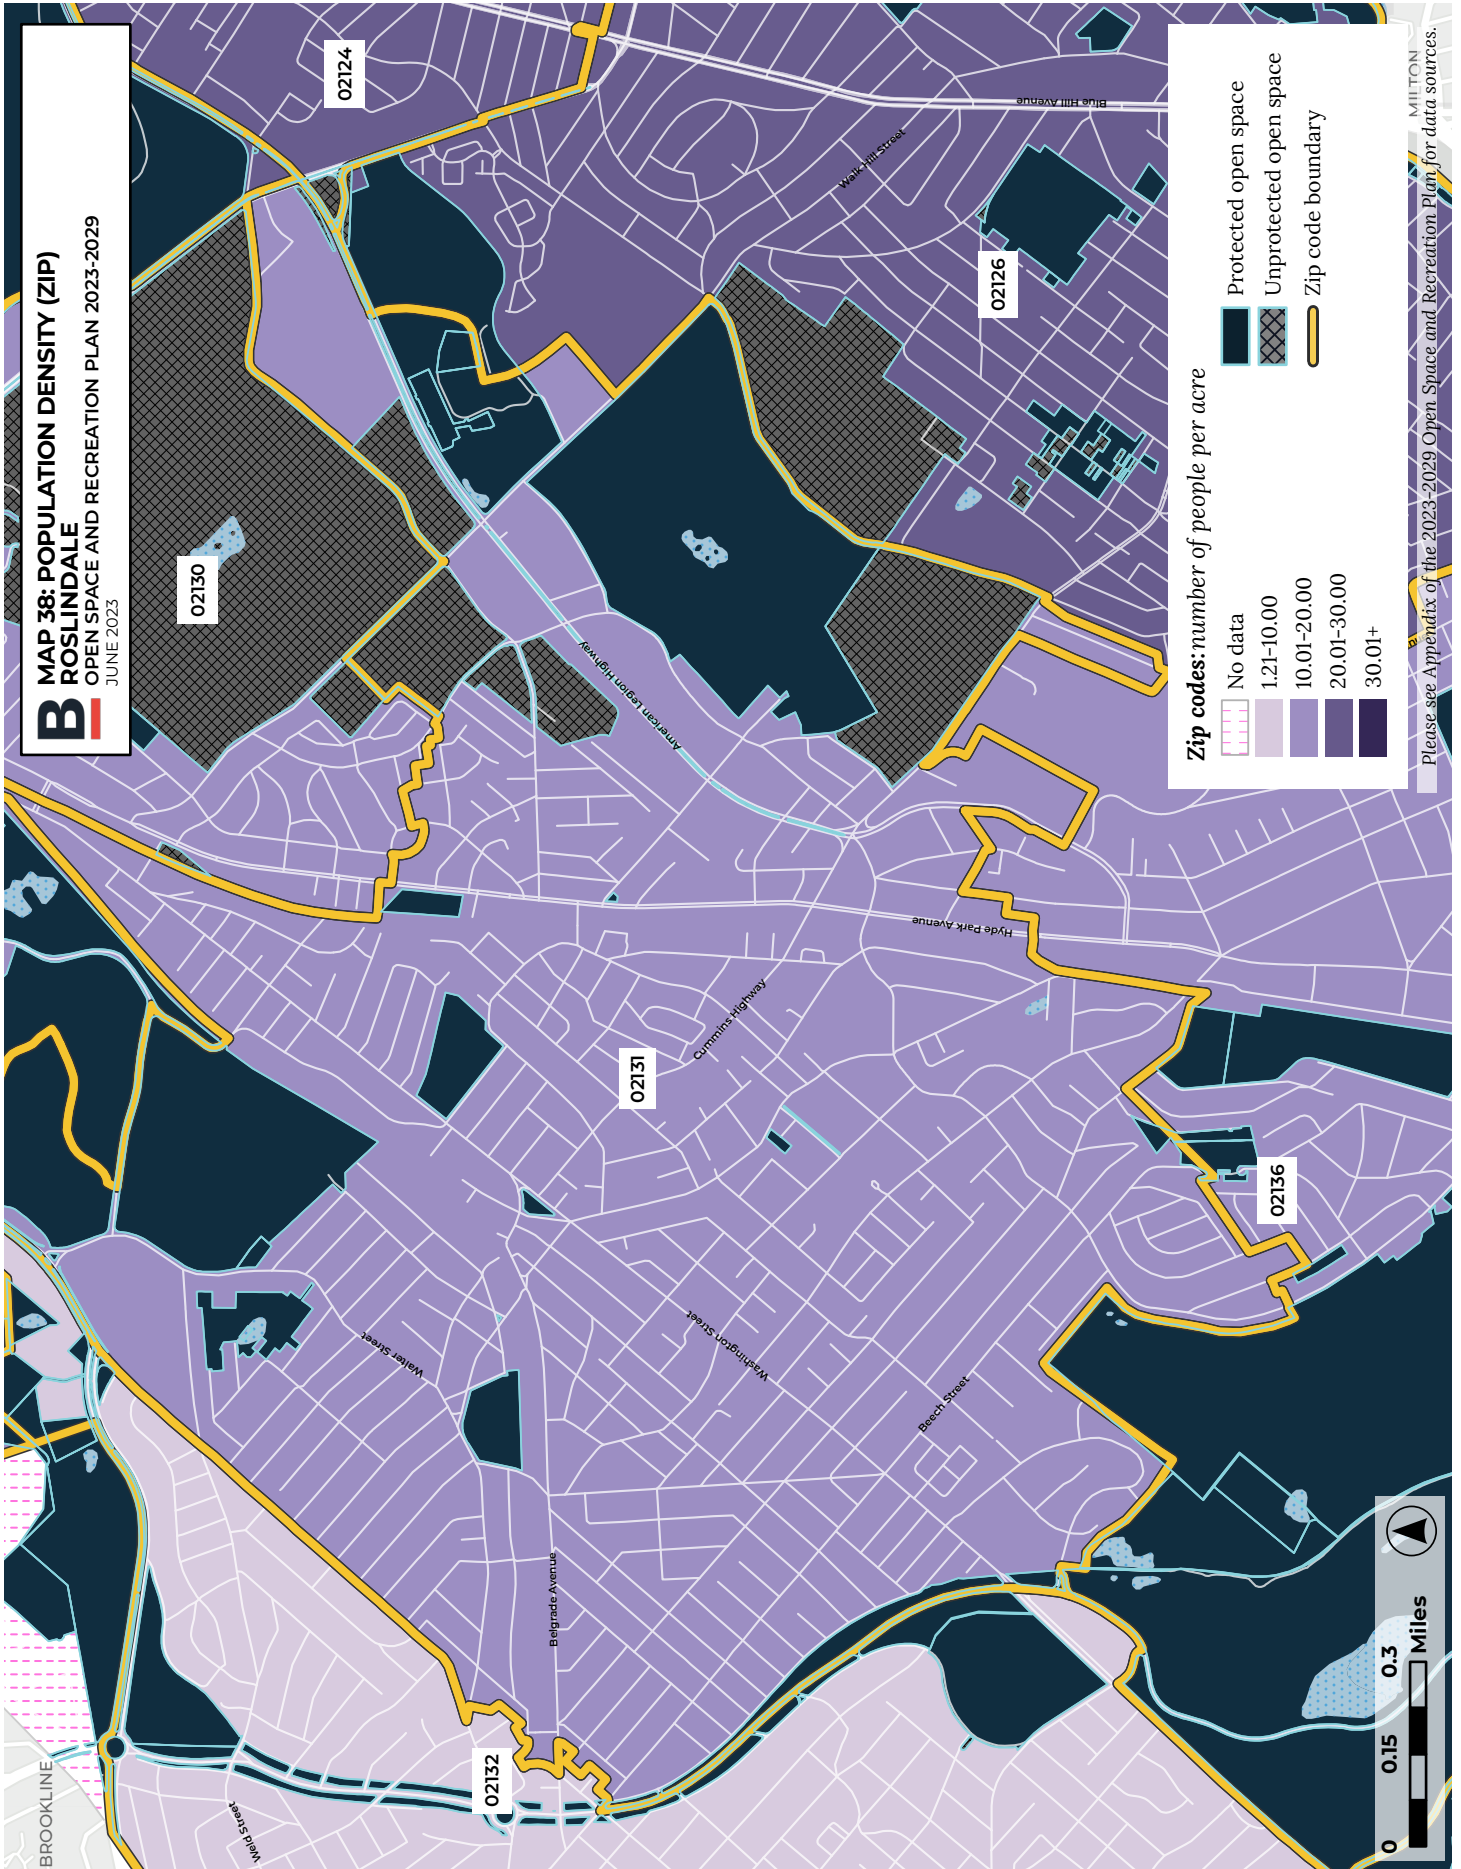 B
MAP 38: POPULATION DENSITY (ZIP)
ROSLINDALE
OPEN SPACE AND RECREATION PLAN 2023-2029
JUNE 2023
BROOKLINE
Weld Street
02132
02130
02124
Walter Street
Belgrade Avenue
02131
Cummins Highway
Washington Street
Beech Street
American Legion Highway
Hyde Park Avenue
Walk Hill Street
Blue Hill Avenue
02126
02136
MILTON
Zip codes: number of people per acre
No data
1.21-10.00
10.01-20.00
20.01-30.00
30.01+
Protected open space
Unprotected open space
Zip code boundary
0 0.15 0.3
Miles
Please see Appendix of the 2023-2029 Open Space and Recreation Plan for data sources.